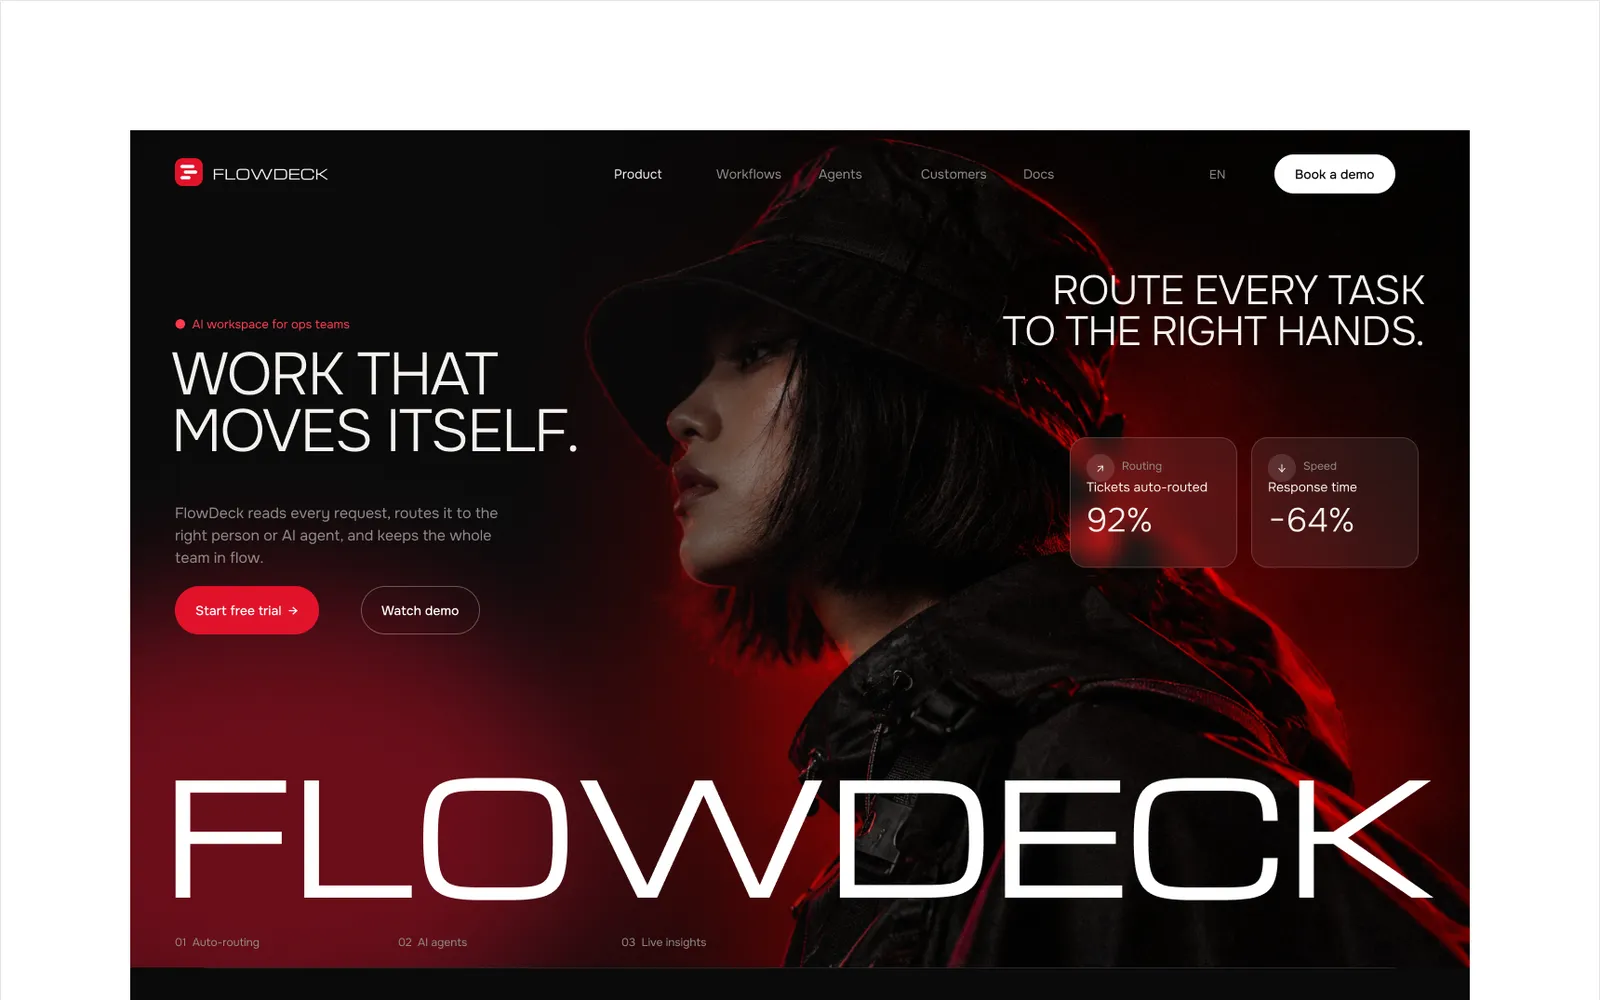 FLOWDECK
Product
Workflows
Agents
Customers
Docs
EN
Book a demo
ROUTE EVERY TASK
TO THE RIGHT HANDS.
AI workspace for ops teams
WORK THAT
MOVES ITSELF.
Routing
Tickets auto-routed
92%
Speed
Response time
-64%
FlowDeck reads every request, routes it to the
right person or AI agent, and keeps the whole
team in flow.
Start free trial →
Watch demo
FLOWDECK
01 Auto-routing
02 AI agents
03 Live insights